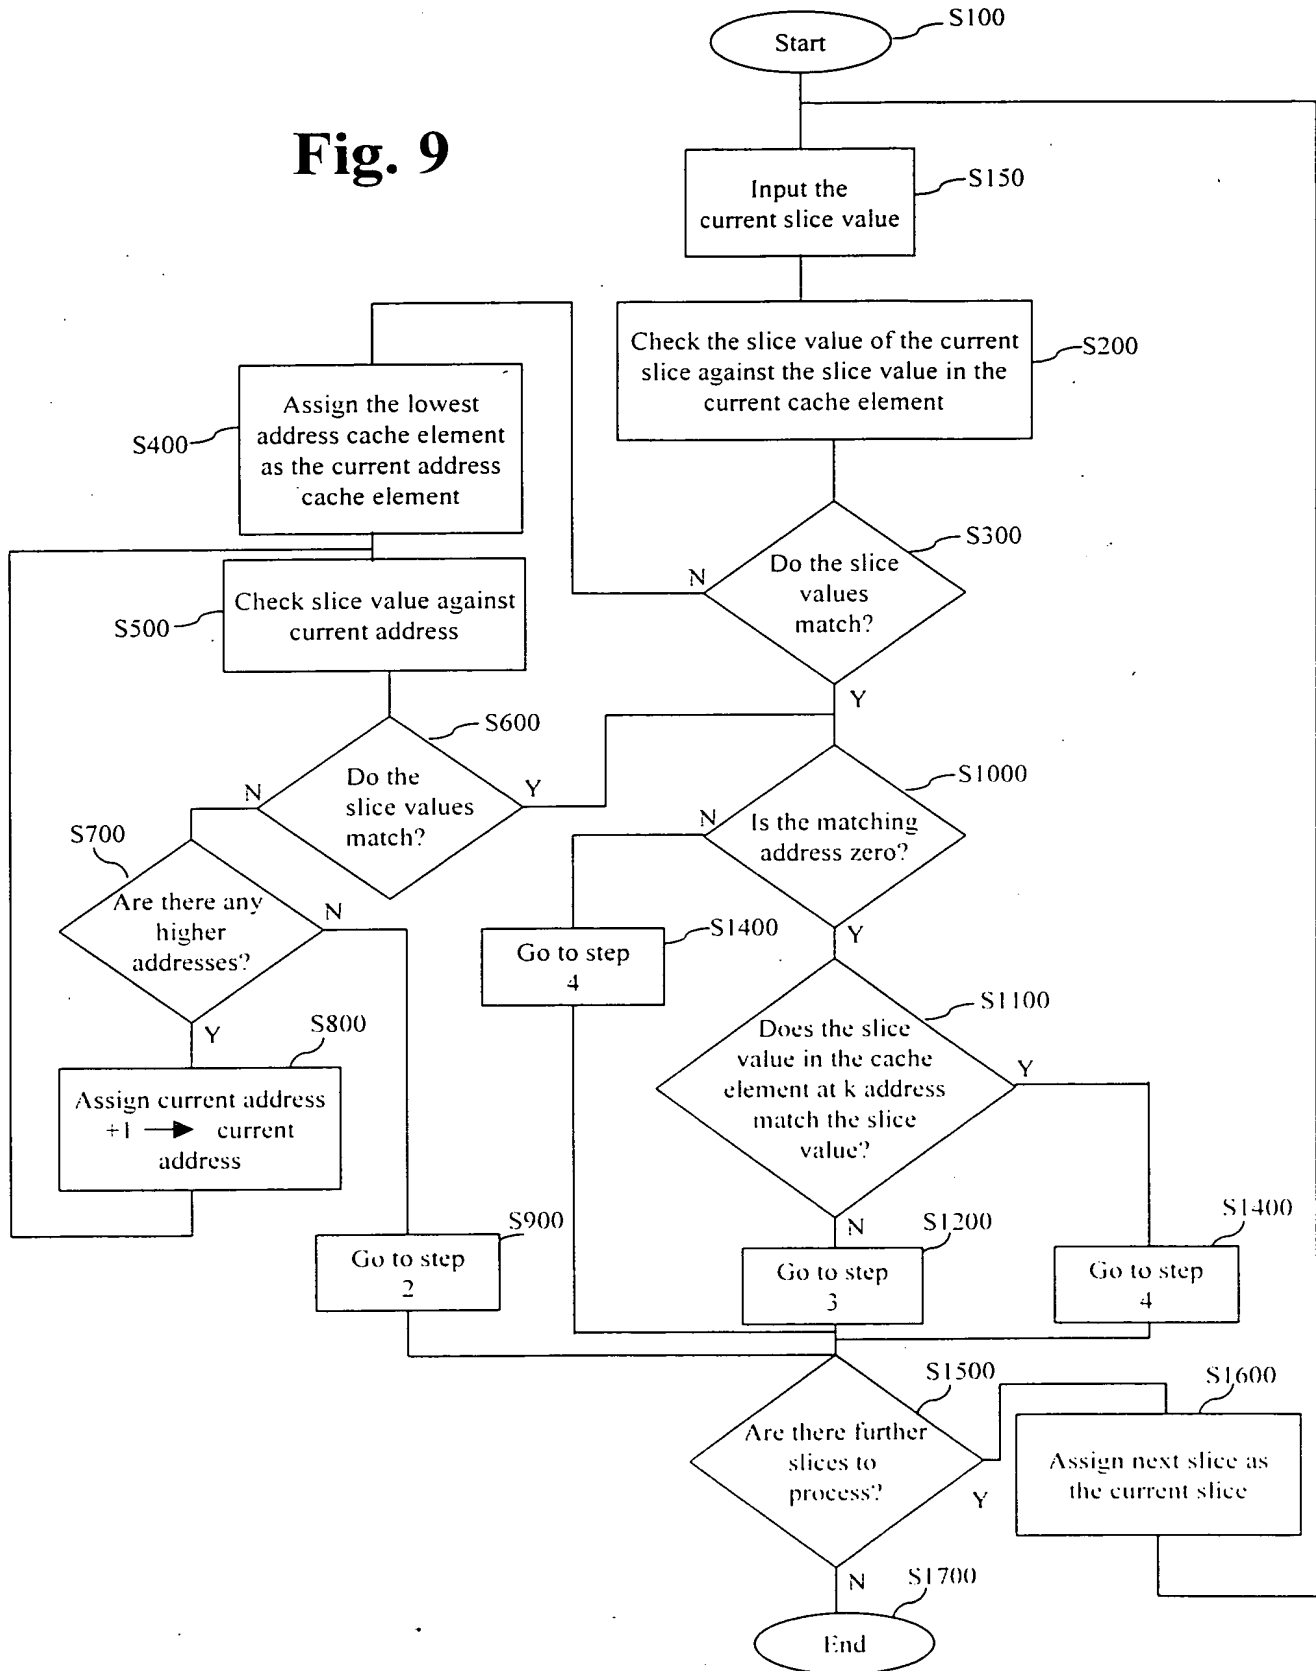 Fig. 9
Start
S100
Input the
current slice value
S150
Check the slice value of the current
slice against the slice value in the
current cache element
S200
Do the slice
values
match?
S300
N
Y
Assign the lowest
address cache element
as the current address
cache element
S400
Check slice value against
current address
S500
Do the
slice values
match?
S600
N
Y
Are there any
higher
addresses?
S700
N
Y
Assign current address
+1 → current
address
S800
Go to step
2
S900
Is the matching
address zero?
S1000
N
Y
Go to step
4
S1400
Does the slice
value in the cache
element at k address
match the slice
value?
S1100
Y
N
Go to step
3
S1200
Go to step
4
S1400
Are there further
slices to
process?
S1500
Y
N
Assign next slice as
the current slice
S1600
End
S1700